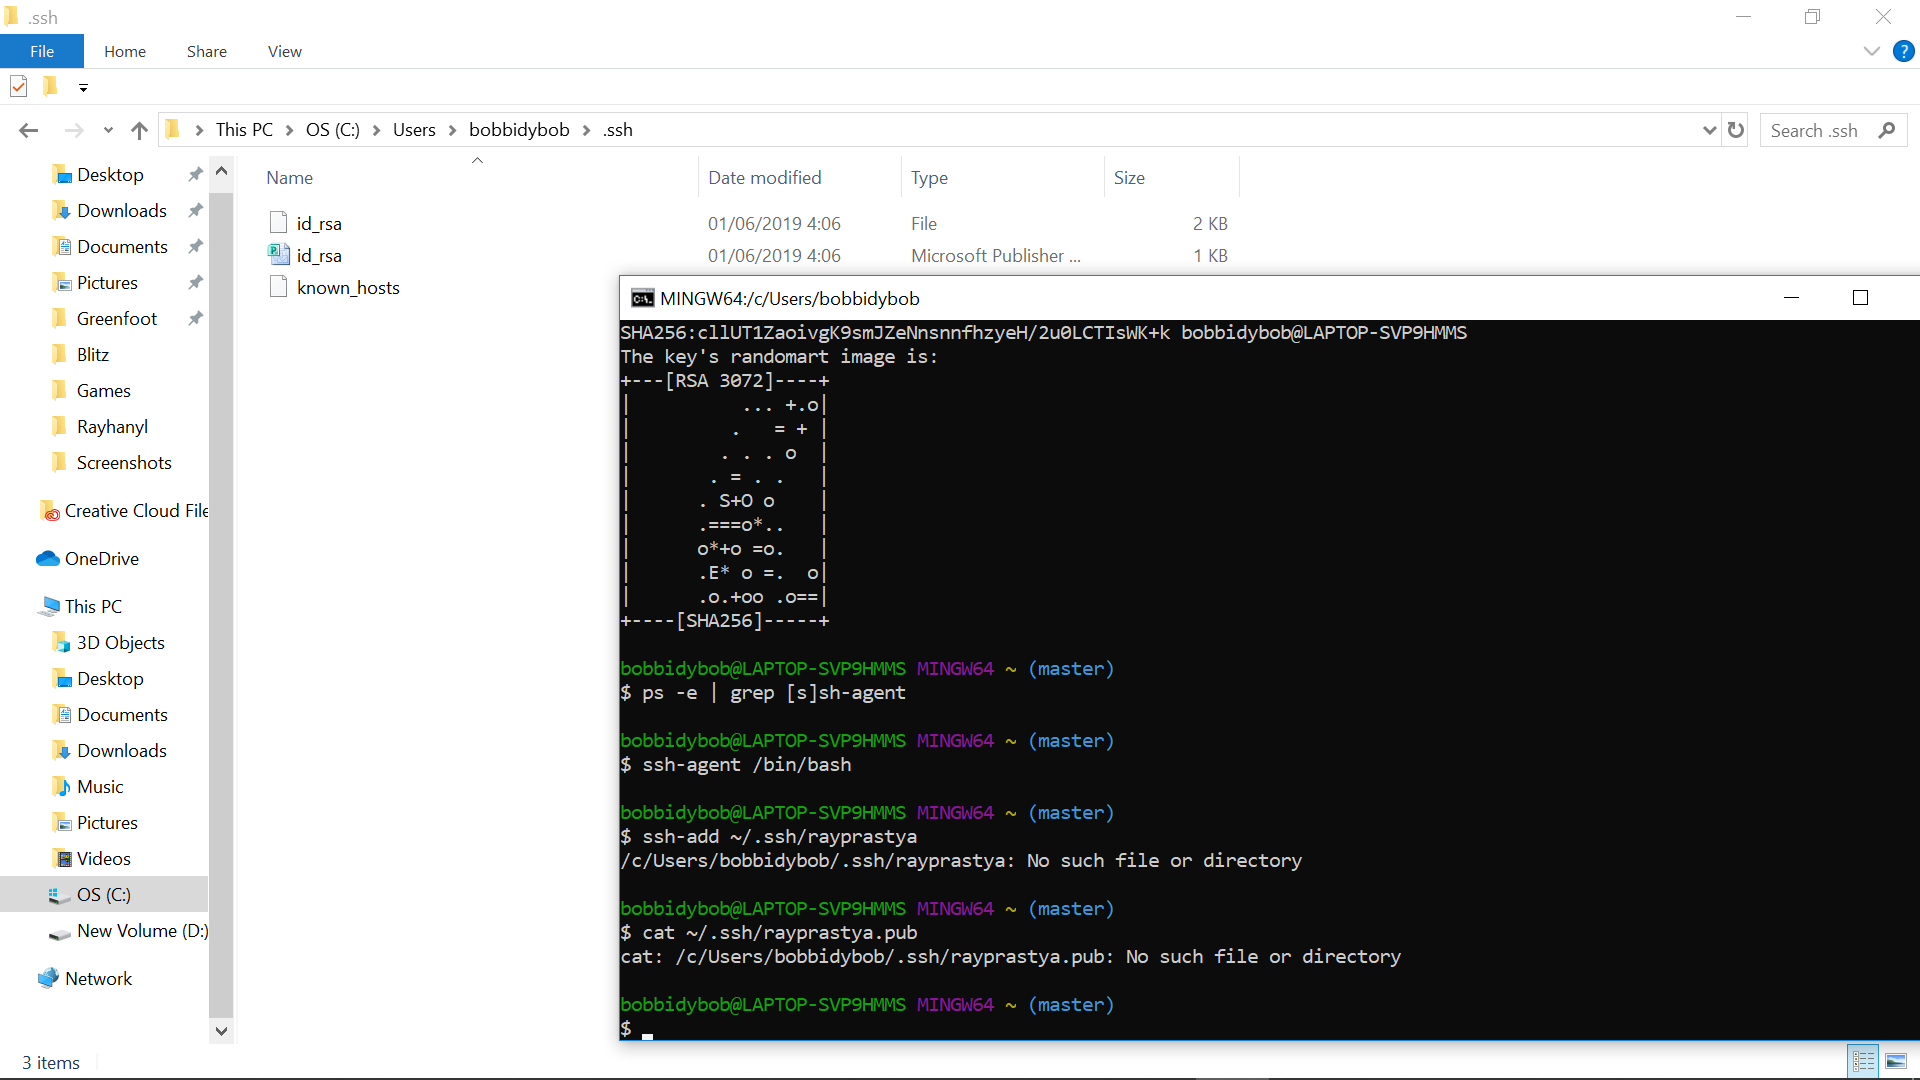 .ssh
File Home Share View
?
This PC OS (C:) Users bobbidybob .ssh
Search .ssh
Desktop
Downloads
Documents
Pictures
Greenfoot
Blitz
Games
Rayhanyl
Screenshots
Creative Cloud File
OneDrive
This PC
3D Objects
Desktop
Documents
Downloads
Music
Pictures
Videos
OS (C:)
New Volume (D:)
Network
Name Date modified Type Size
id_rsa 01/06/2019 4:06 File 2 KB
id_rsa 01/06/2019 4:06 Microsoft Publisher ... 1 KB
known_hosts
MINGW64:/c/Users/bobbidybob
SHA256:cllUT1ZaoivgK9smJZeNnsnnfhzyeH/2u0LCTIsWK+k bobbidybob@LAPTOP-SVP9HMMS
The key's randomart image is:
+---[RSA 3072]----+
|          ... +.o|
|         .   = + |
|        . . . o  |
|       . = . .   |
|      . S+O o    |
|      .===o*..   |
|      o*+o =o.   |
|      .E* o =.  o|
|      .o.+oo .o==|
+----[SHA256]-----+
bobbidybob@LAPTOP-SVP9HMMS MINGW64 ~ (master)
$ ps -e | grep [s]sh-agent
bobbidybob@LAPTOP-SVP9HMMS MINGW64 ~ (master)
$ ssh-agent /bin/bash
bobbidybob@LAPTOP-SVP9HMMS MINGW64 ~ (master)
$ ssh-add ~/.ssh/rayprastya
/c/Users/bobbidybob/.ssh/rayprastya: No such file or directory
bobbidybob@LAPTOP-SVP9HMMS MINGW64 ~ (master)
$ cat ~/.ssh/rayprastya.pub
cat: /c/Users/bobbidybob/.ssh/rayprastya.pub: No such file or directory
bobbidybob@LAPTOP-SVP9HMMS MINGW64 ~ (master)
$
3 items